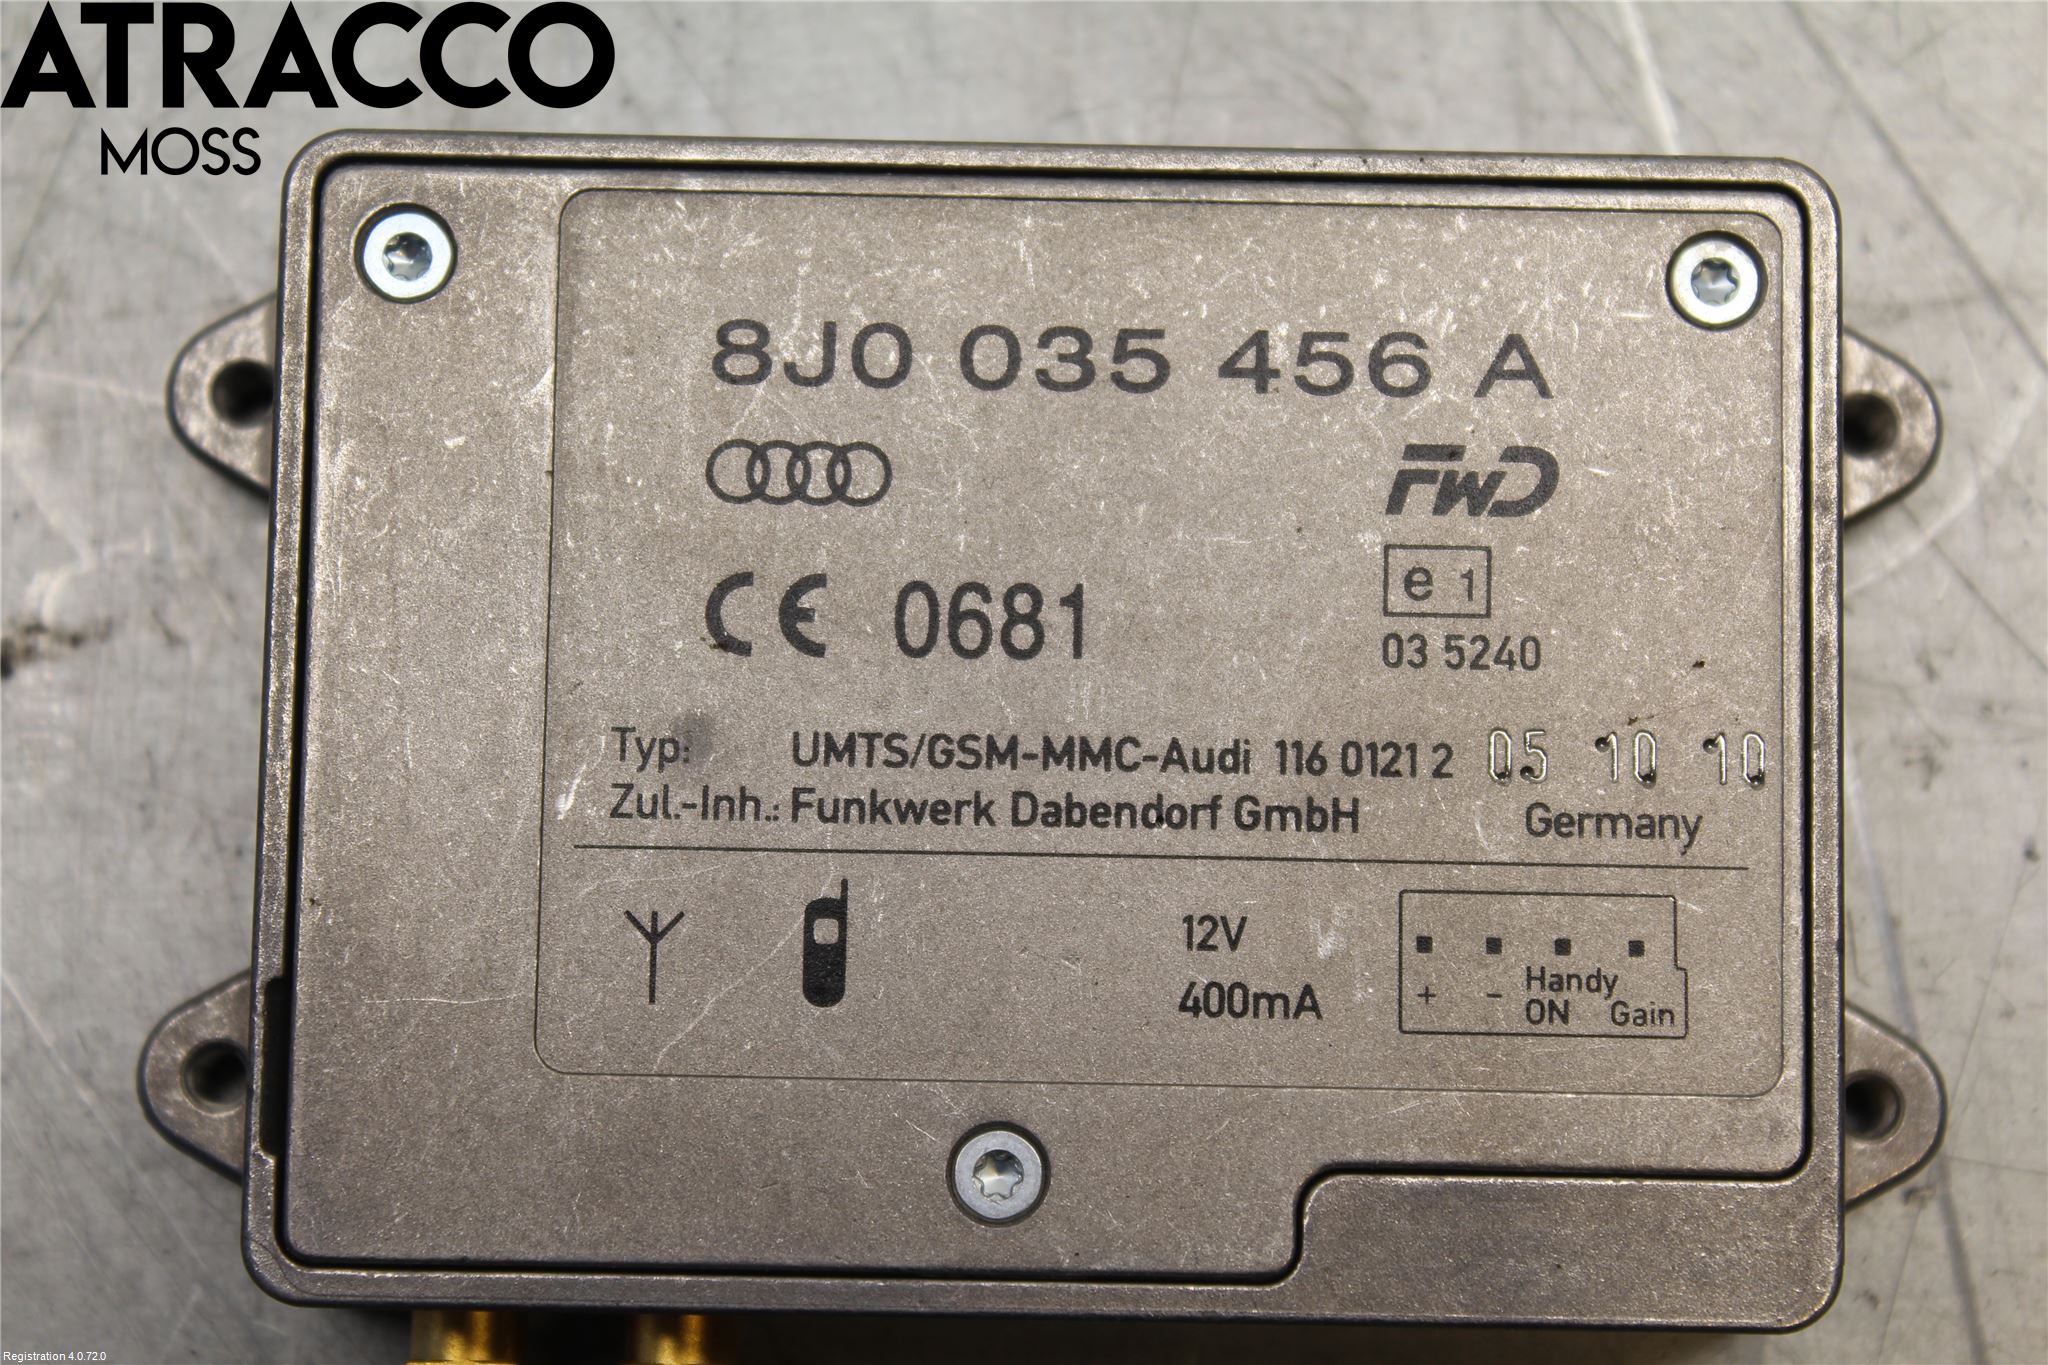 ATRACCO
MOSS
8J0 035 456 A
FWD
CE 0681
e 1
03 5240
Typ: UMTS/GSM-MMC-Audi 116 0121 2 05 10 10
Zul.-Inh.: Funkwerk Dabendorf GmbH Germany
12V
400mA
+ - Handy ON Gain
Registration 4.0.72.0